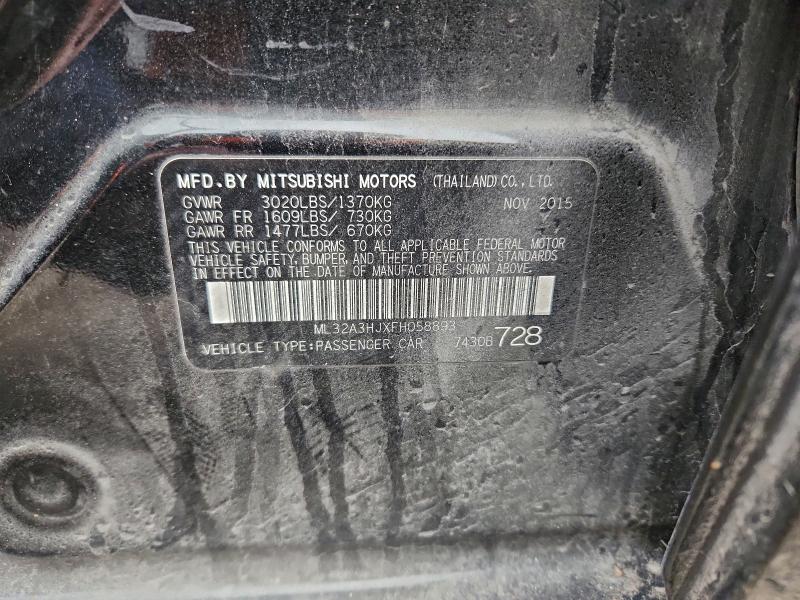 MFD. BY MITSUBISHI MOTORS (THAILAND) CO., LTD.
GVWR 3020LBS/1370KG NOV 2015
GAWR FR 1609LBS/ 730KG
GAWR RR 1477LBS/ 670KG
THIS VEHICLE CONFORMS TO ALL APPLICABLE FEDERAL MOTOR
VEHICLE SAFETY, BUMPER, AND THEFT PREVENTION STANDARDS
IN EFFECT ON THE DATE OF MANUFACTURE SHOWN ABOVE.
ML32A3HJXFH058893
VEHICLE TYPE:PASSENGER CAR 7430B 728